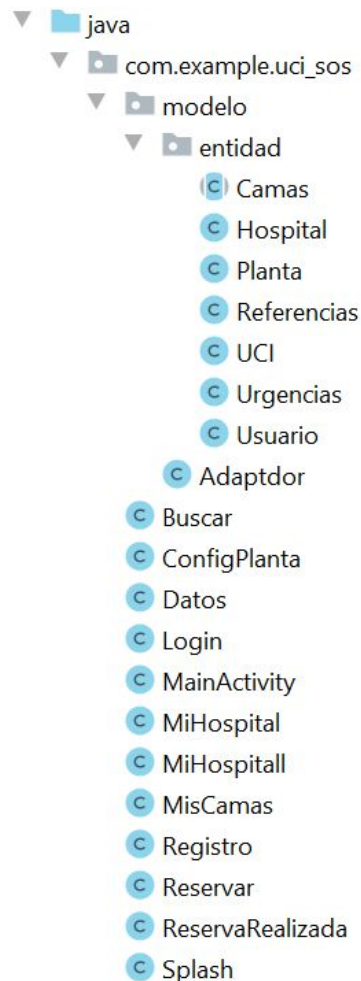 java
com.example.uci_sos
modelo
entidad
C Camas
C Hospital
C Planta
C Referencias
C UCI
C Urgencias
C Usuario
C Adaptdor
C Buscar
C ConfigPlanta
C Datos
C Login
C MainActivity
C MiHospital
C MiHospitall
C MisCamas
C Registro
C Reservar
C ReservaRealizada
C Splash